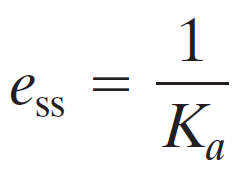 e_ss = 1/K_a